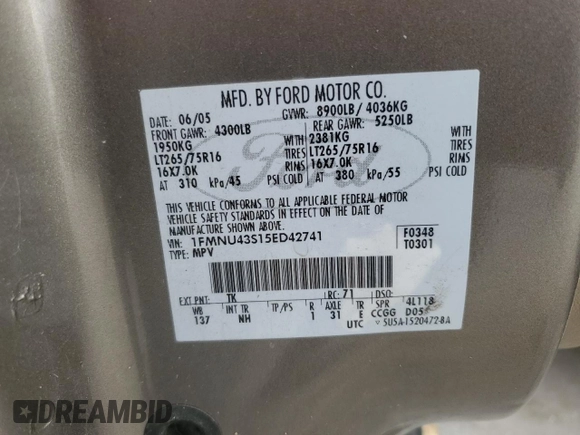 MFD. BY FORD MOTOR CO.
DATE: 06/05 GVWR: 8900LB/ 4036KG
FRONT GAWR: 4300LB REAR GAWR: 5250LB
1950KG WITH 2381KG WITH
LT265/75R16 TIRES LT265/75R16 TIRES
16X7.0K RIMS 16X7.0K RIMS
AT 310 kPa/45 PSI COLD AT 380 kPa/55 PSI COLD
THIS VEHICLE CONFORMS TO ALL APPLICABLE FEDERAL MOTOR
VEHICLE SAFETY STANDARDS IN EFFECT ON THE DATE OF
MANUFACTURE SHOWN ABOVE.
VIN: 1FMNU43S15ED42741 F0348
TYPE: MPV T0301
Ford
EXT PNT: TK RC: 71 DSO:
WB INT TR TP/PS R AXLE TR SPR 4L118
137 NH 1 31 E CCGG D05
UTC 5U5A-1520472-BA
DREAMBID